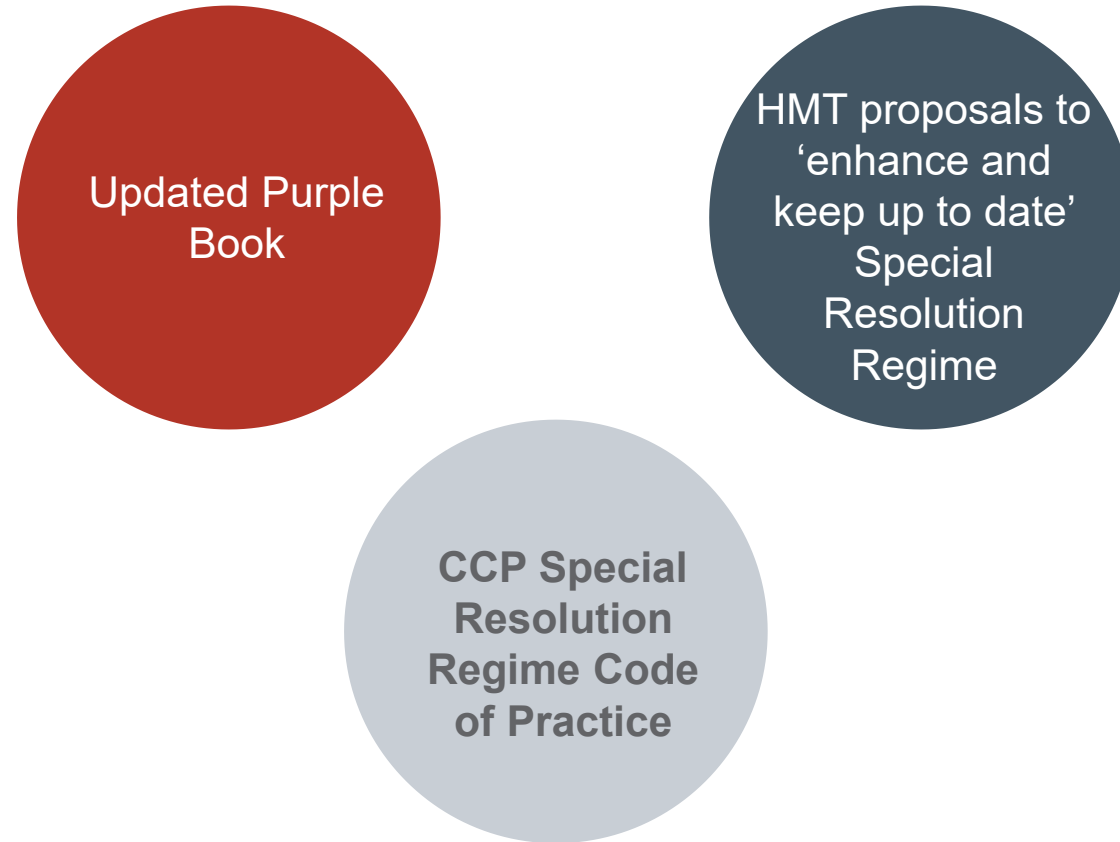 Updated Purple
Book
HMT proposals to
‘enhance and
keep up to date’
Special
Resolution
Regime
CCP Special
Resolution
Regime Code
of Practice